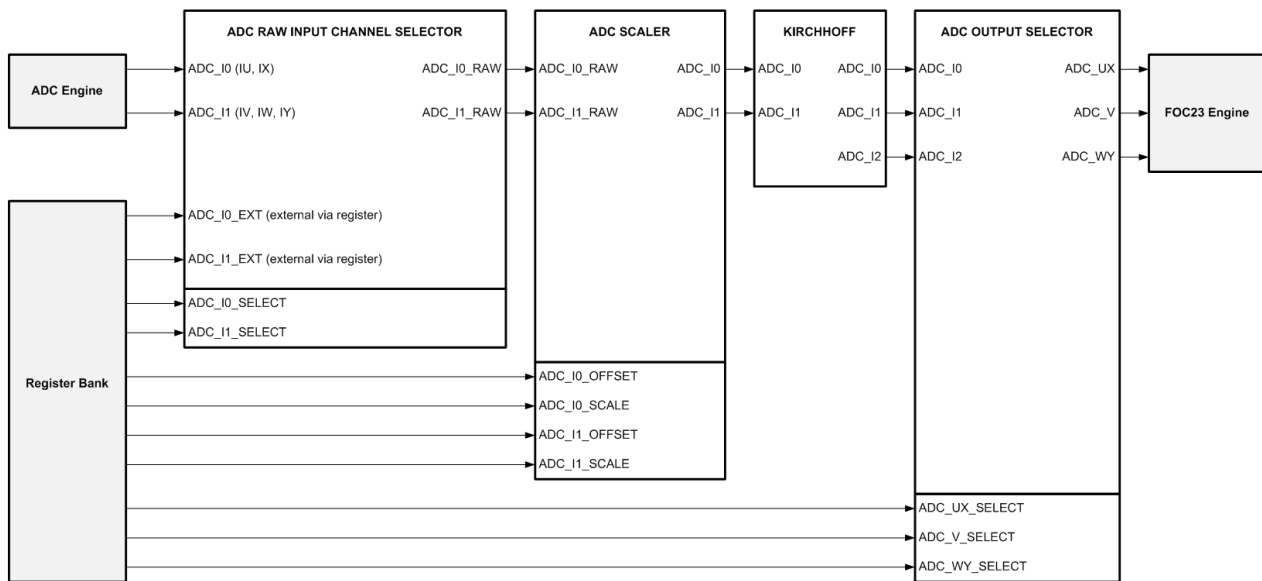 ADC RAW INPUT CHANNEL SELECTOR
ADC SCALER
KIRCHHOFF
ADC OUTPUT SELECTOR
ADC Engine
ADC_I0 (IU, IX)
ADC_I0_RAW
ADC_I0_RAW
ADC_I0
ADC_I0
ADC_I0
ADC_I0
ADC_UX
ADC_I1 (IV, IW, IY)
ADC_I1_RAW
ADC_I1_RAW
ADC_I1
ADC_I1
ADC_I1
ADC_I1
ADC_V
FOC23 Engine
ADC_I2
ADC_I2
ADC_WY
ADC_I0_EXT (external via register)
ADC_I1_EXT (external via register)
ADC_I0_SELECT
ADC_I1_SELECT
Register Bank
ADC_I0_OFFSET
ADC_I0_SCALE
ADC_I1_OFFSET
ADC_I1_SCALE
ADC_UX_SELECT
ADC_V_SELECT
ADC_WY_SELECT